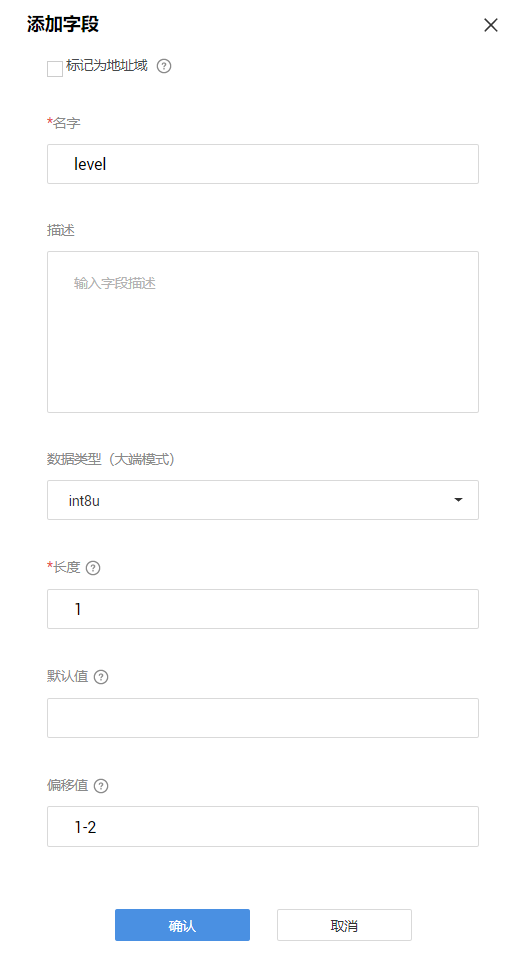 添加字段
标记为地址域 ?
*名字
level
描述
输入字段描述
数据类型（大端模式）
int8u
*长度 ?
1
默认值 ?
偏移值 ?
1-2
确认 取消